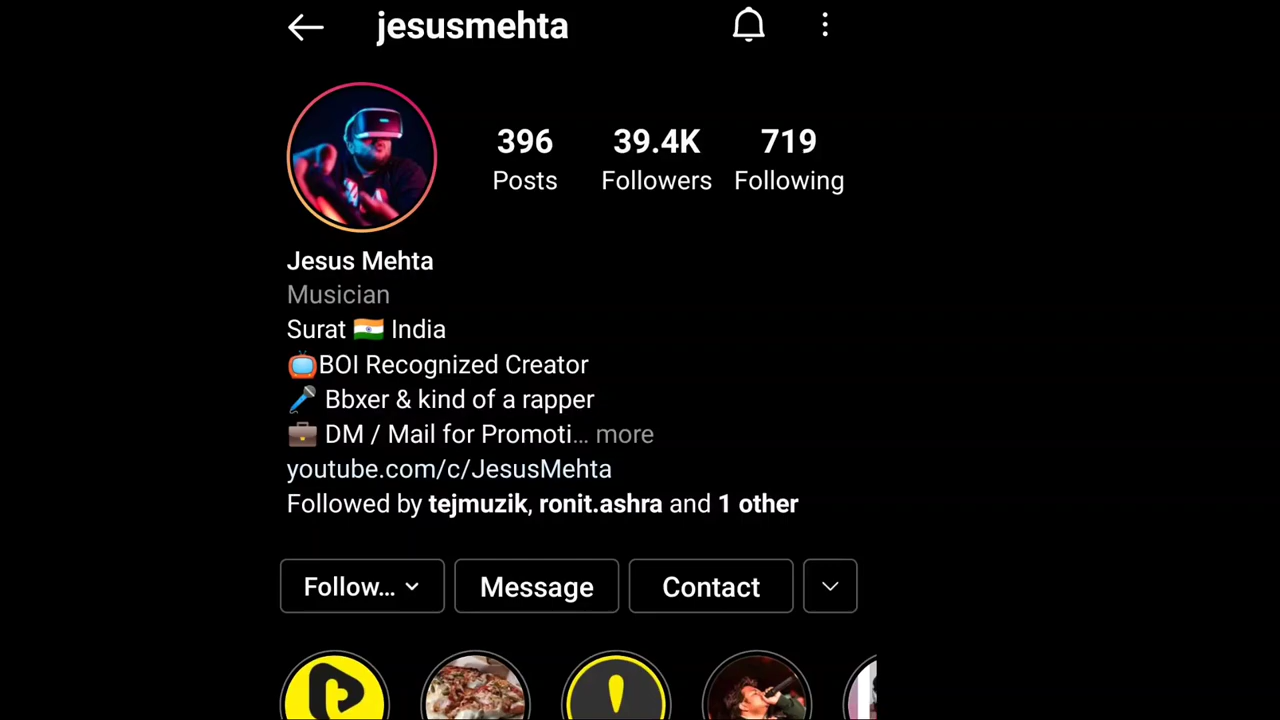 jesusmehta
396 39.4K 719
Posts Followers Following
Jesus Mehta
Musician
Surat 🇮🇳 India
📺BOI Recognized Creator
🎤 Bbxer & kind of a rapper
💼 DM / Mail for Promoti... more
youtube.com/c/JesusMehta
Followed by tejmuzik, ronit.ashra and 1 other
Follow... Message Contact